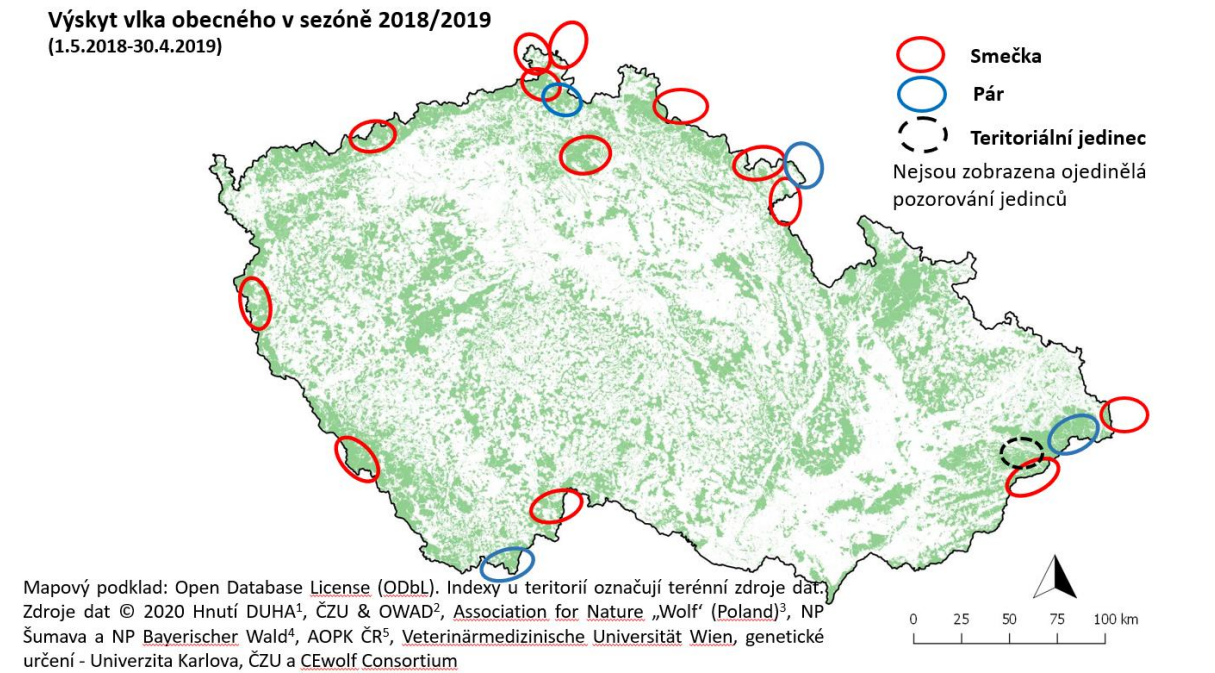 Výskyt vlka obecného v sezóně 2018/2019
(1.5.2018-30.4.2019)
Smečka
Pár
Teritoriální jedinec
Nejsou zobrazena ojedinělá
pozorování jedinců
Mapový podklad: Open Database License (ODbL). Indexy u teritorií označují terénní zdroje dat.
Zdroje dat © 2020 Hnutí DUHA¹, ČZU & OWAD², Association for Nature „Wolf‘ (Poland)³, NP
Šumava a NP Bayerischer Wald⁴, AOPK ČR⁵, Veterinärmedizinische Universität Wien, genetické
určení - Univerzita Karlova, ČZU a CEwolf Consortium
0 25 50 75 100 km